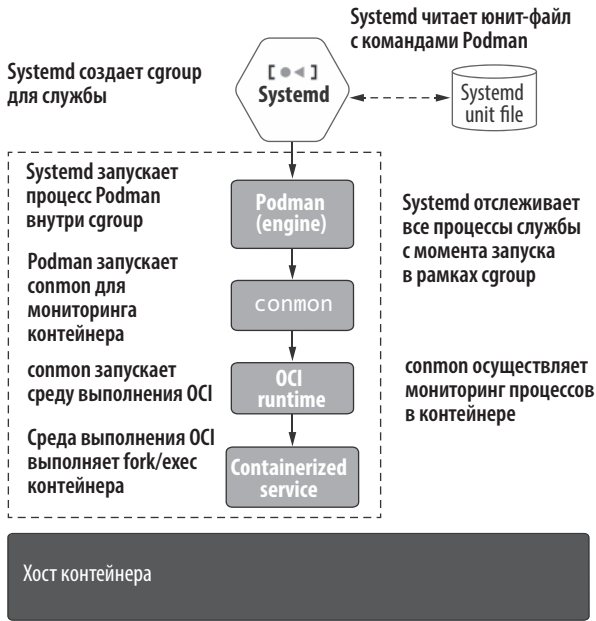 Systemd читает юнит-файл
с командами Podman
Systemd создает cgroup
для службы
Systemd
Systemd
unit file
Systemd запускает
процесс Podman
внутри cgroup
Podman
(engine)
Systemd отслеживает
все процессы службы
с момента запуска
в рамках cgroup
Podman запускает
conmon для
мониторинга
контейнера
conmon
conmon запускает
среду выполнения OCI
OCI
runtime
conmon осуществляет
мониторинг процессов
в контейнере
Среда выполнения OCI
выполняет fork/exec
контейнера
Containerized
service
Хост контейнера